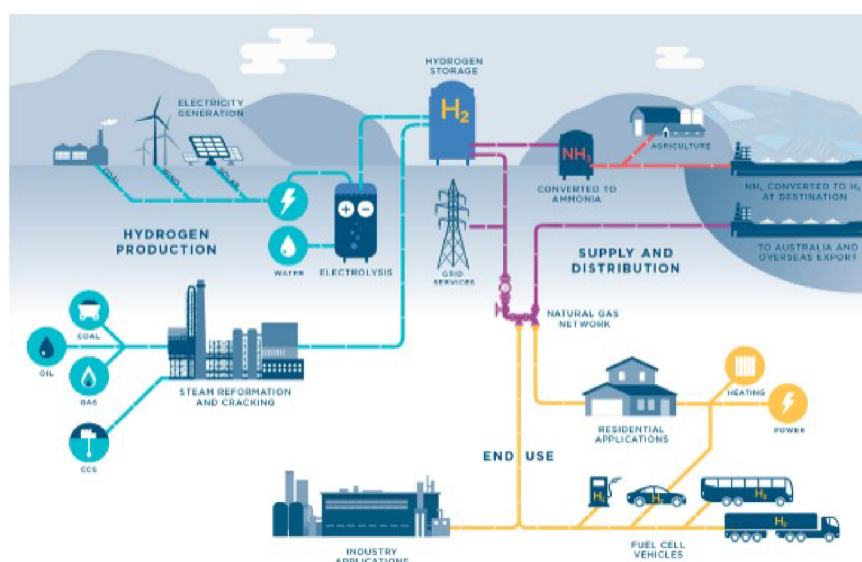 HYDROGEN
STORAGE
H2
ELECTRICITY
GENERATION
COAL
WIND
SOLAR
HYDROGEN
PRODUCTION
WATER
ELECTROLYSIS
GRID
SERVICES
NH3
CONVERTED TO
AMMONIA
AGRICULTURE
NH3 CONVERTED TO H2
AT DESTINATION
SUPPLY AND
DISTRIBUTION
TO AUSTRALIA AND
OVERSEAS EXPORT
NATURAL GAS
NETWORK
COAL
OIL
GAS
CCS
STEAM REFORMATION
AND CRACKING
RESIDENTIAL
APPLICATIONS
HEATING
POWER
END USE
INDUSTRY
APPLICATIONS
H2
H2
H2
H2
FUEL CELL
VEHICLES